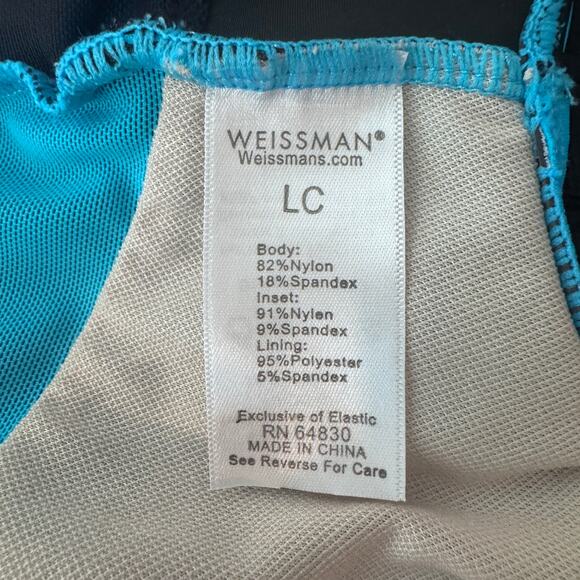 WEISSMAN®
Weissmans.com
LC
Body:
82%Nylon
18%Spandex
Inset:
91%Nylen
9%Spandex
Lining:
95%Polyester
5%Spandex
Exclusive of Elastic
RN 64830
MADE IN CHINA
See Reverse For Care